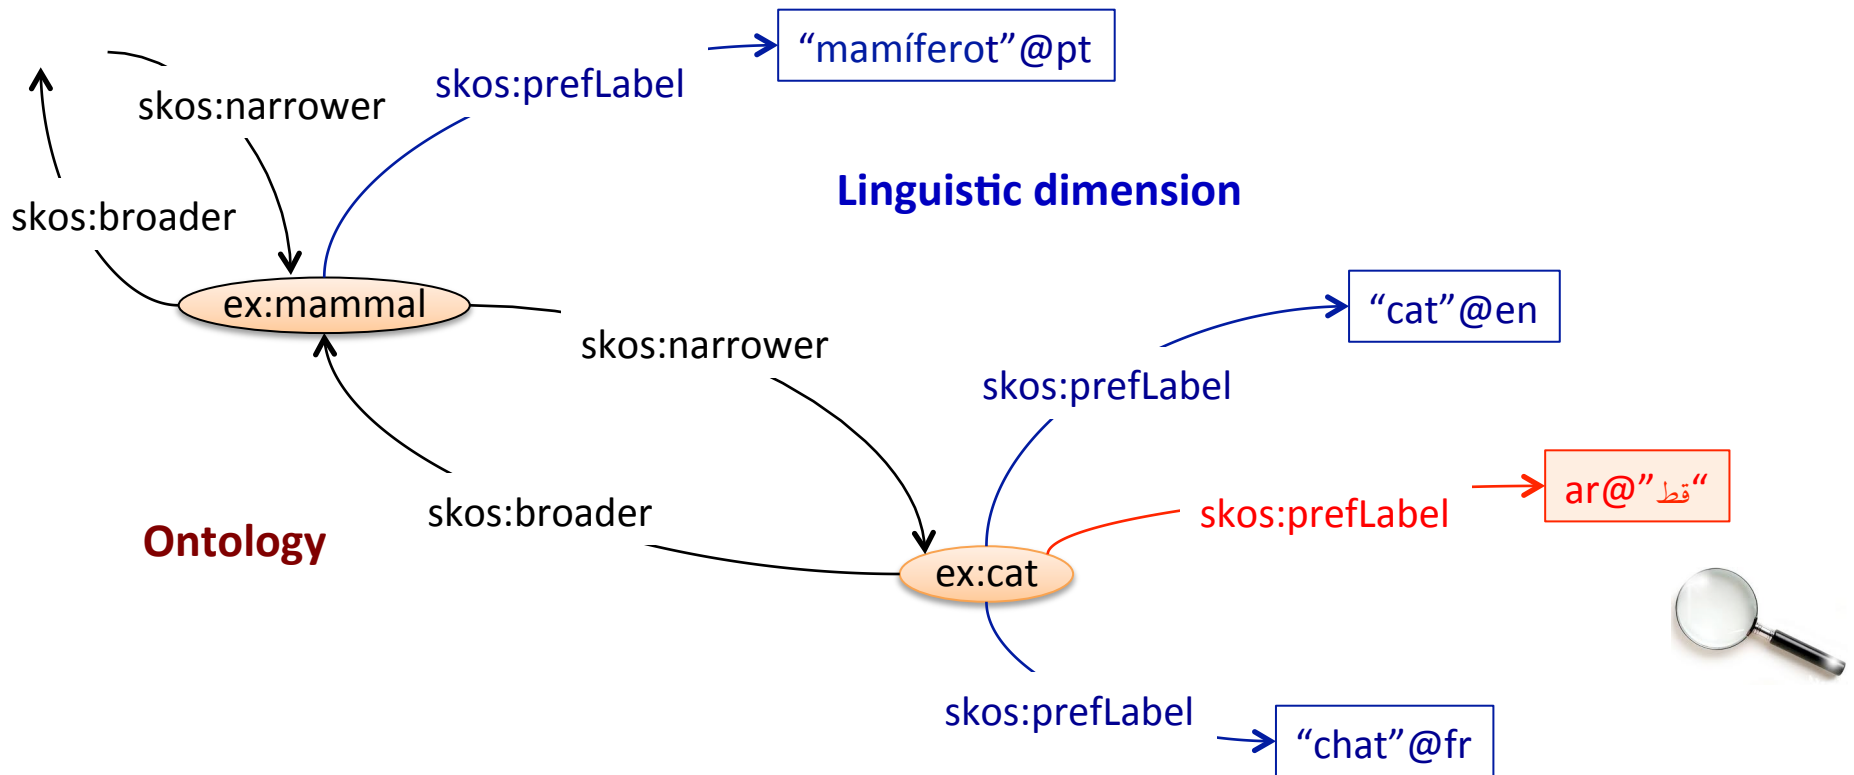 “mamíferot”@pt
skos:prefLabel
skos:narrower
Linguistic dimension
skos:broader
ex:mammal
“cat”@en
skos:narrower
skos:prefLabel
ar@”قط“
skos:prefLabel
skos:broader
Ontology
ex:cat
skos:prefLabel
“chat”@fr